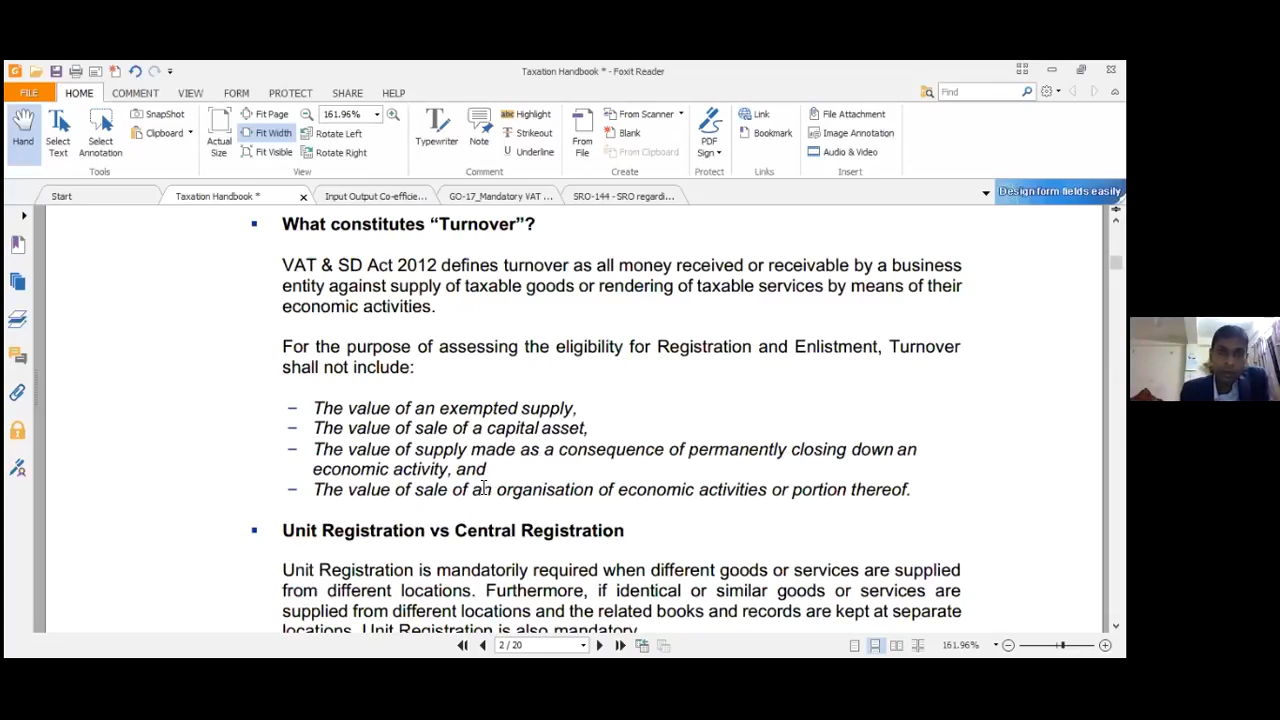 Taxation Handbook * - Foxit Reader
FILE HOME COMMENT VIEW FORM PROTECT SHARE HELP
Find
Hand
Select Text
Select Annotation
SnapShot
Clipboard
Tools
Actual Size
Fit Page
Fit Width
Fit Visible
161.96%
Rotate Left
Rotate Right
View
Typewriter
Note
Highlight
Strikeout
Underline
Comment
From File
From Scanner
Blank
From Clipboard
Create
PDF Sign
Protect
Link
Bookmark
Links
File Attachment
Image Annotation
Audio & Video
Insert
Start
Taxation Handbook *
Input Output Co-efficie...
GO-17_Mandatory VAT ...
SRO-144 - SRO regardi...
Design form fields easily
What constitutes “Turnover”?
VAT & SD Act 2012 defines turnover as all money received or receivable by a business
entity against supply of taxable goods or rendering of taxable services by means of their
economic activities.
For the purpose of assessing the eligibility for Registration and Enlistment, Turnover
shall not include:
– The value of an exempted supply,
– The value of sale of a capital asset,
– The value of supply made as a consequence of permanently closing down an
economic activity, and
– The value of sale of an organisation of economic activities or portion thereof.
Unit Registration vs Central Registration
Unit Registration is mandatorily required when different goods or services are supplied
from different locations. Furthermore, if identical or similar goods or services are
supplied from different locations and the related books and records are kept at separate
locations, Unit Registration is also mandatory.
2 / 20
161.96%